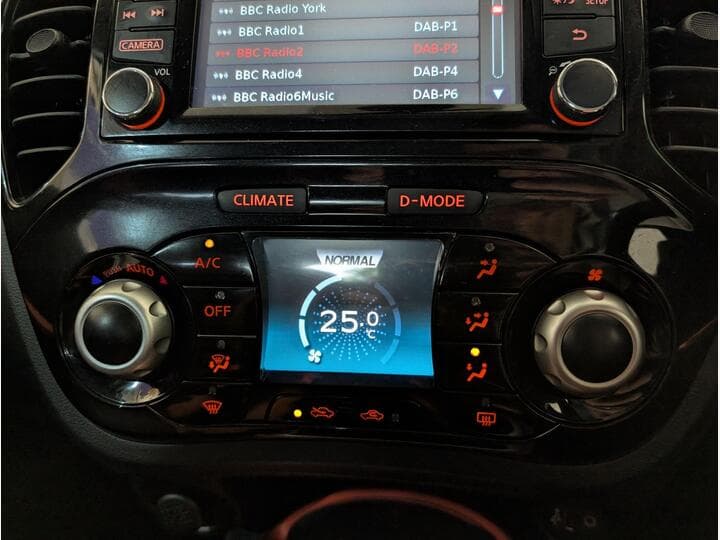 BBC Radio York
BBC Radio1 DAB-P1
BBC Radio2 DAB-P2
BBC Radio4 DAB-P4
BBC Radio6Music DAB-P6
SETUP
CAMERA
VOL
CLIMATE
D-MODE
A/C
PUSH AUTO
OFF
NORMAL
25.0
°C